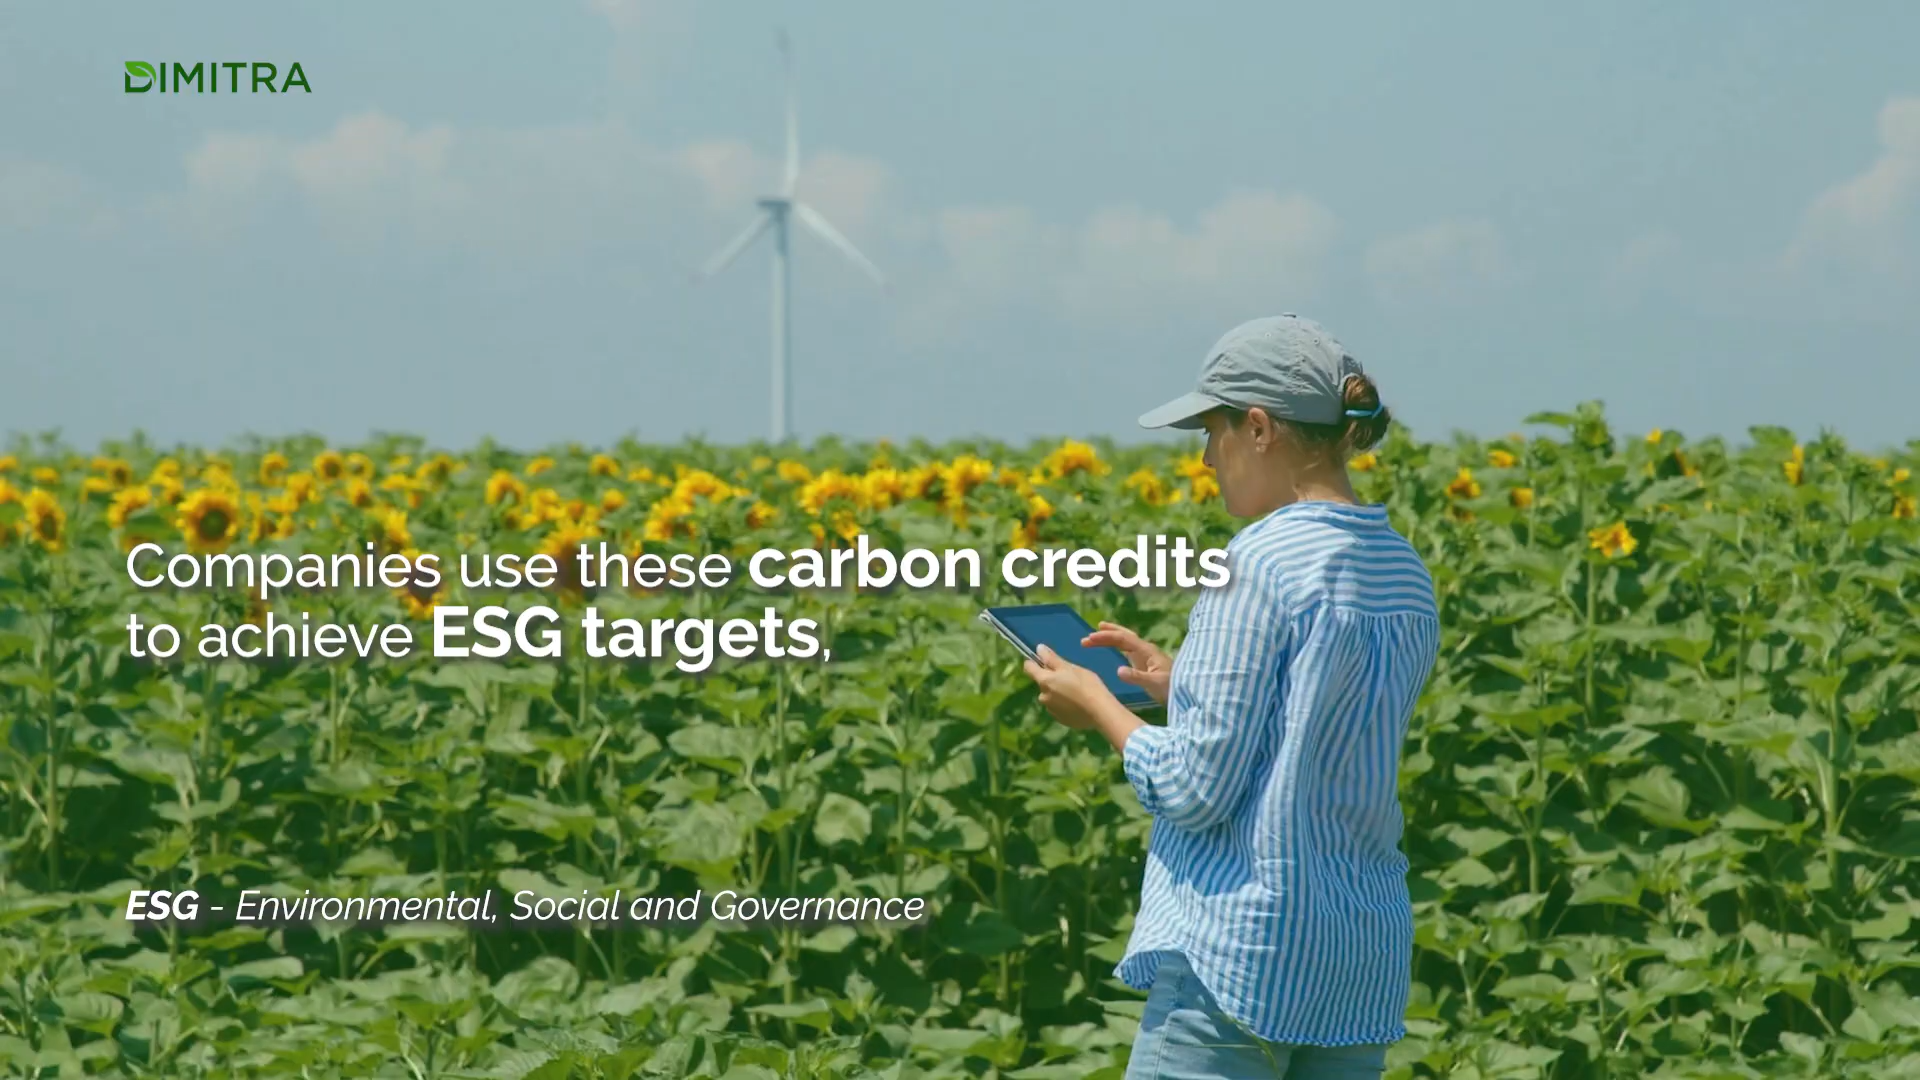 DIMITRA
Companies use these carbon credits
to achieve ESG targets,
ESG - Environmental, Social and Governance